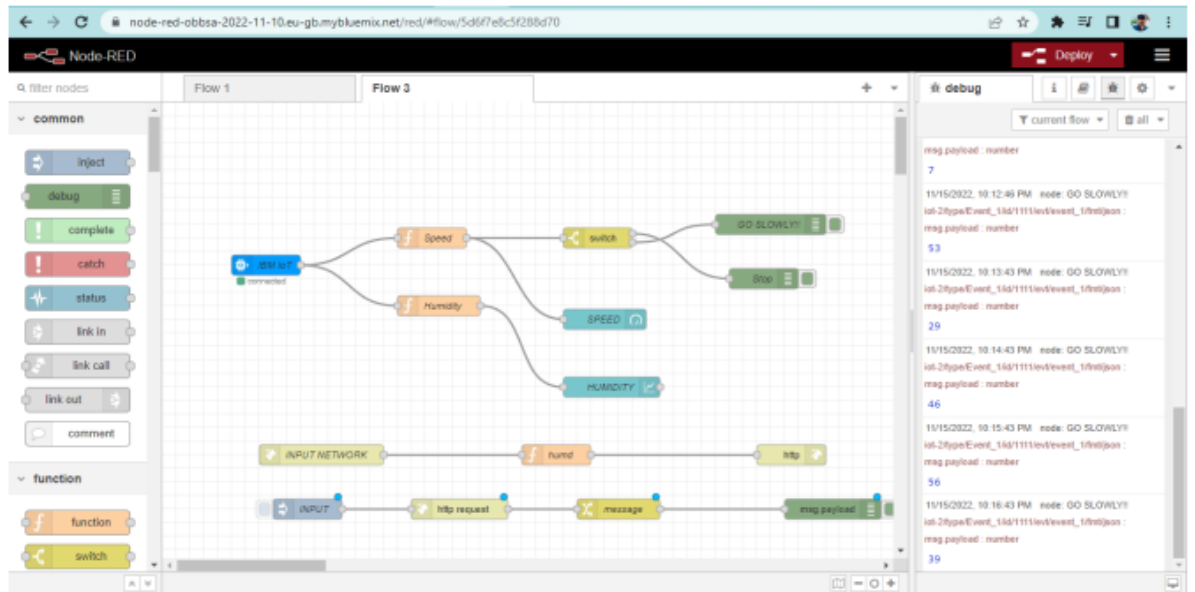 node-red-obbsa-2022-11-10.eu-gb.mybluemix.net/red/#flow/5d6f7e8c5f288d70
Node-RED
Deploy
filter nodes
Flow 1
Flow 3
debug
common
current flow
all
inject
debug
complete
catch
status
link in
link call
link out
comment
function
function
switch
IBM IoT
connected
Speed
Humidity
switch
GO SLOWLY!!
Stop
SPEED
HUMIDITY
INPUT NETWORK
humd
http
INPUT
http request
message
msg.payload
msg.payload : number
7
11/15/2022, 10:12:46 PM node: GO SLOWLY!!
iot-2/type/Event_1/id/1111/evt/event_1/fmt/json :
msg.payload : number
53
11/15/2022, 10:13:43 PM node: GO SLOWLY!!
iot-2/type/Event_1/id/1111/evt/event_1/fmt/json :
msg.payload : number
29
11/15/2022, 10:14:43 PM node: GO SLOWLY!!
iot-2/type/Event_1/id/1111/evt/event_1/fmt/json :
msg.payload : number
46
11/15/2022, 10:15:43 PM node: GO SLOWLY!!
iot-2/type/Event_1/id/1111/evt/event_1/fmt/json :
msg.payload : number
56
11/15/2022, 10:16:43 PM node: GO SLOWLY!!
iot-2/type/Event_1/id/1111/evt/event_1/fmt/json :
msg.payload : number
39